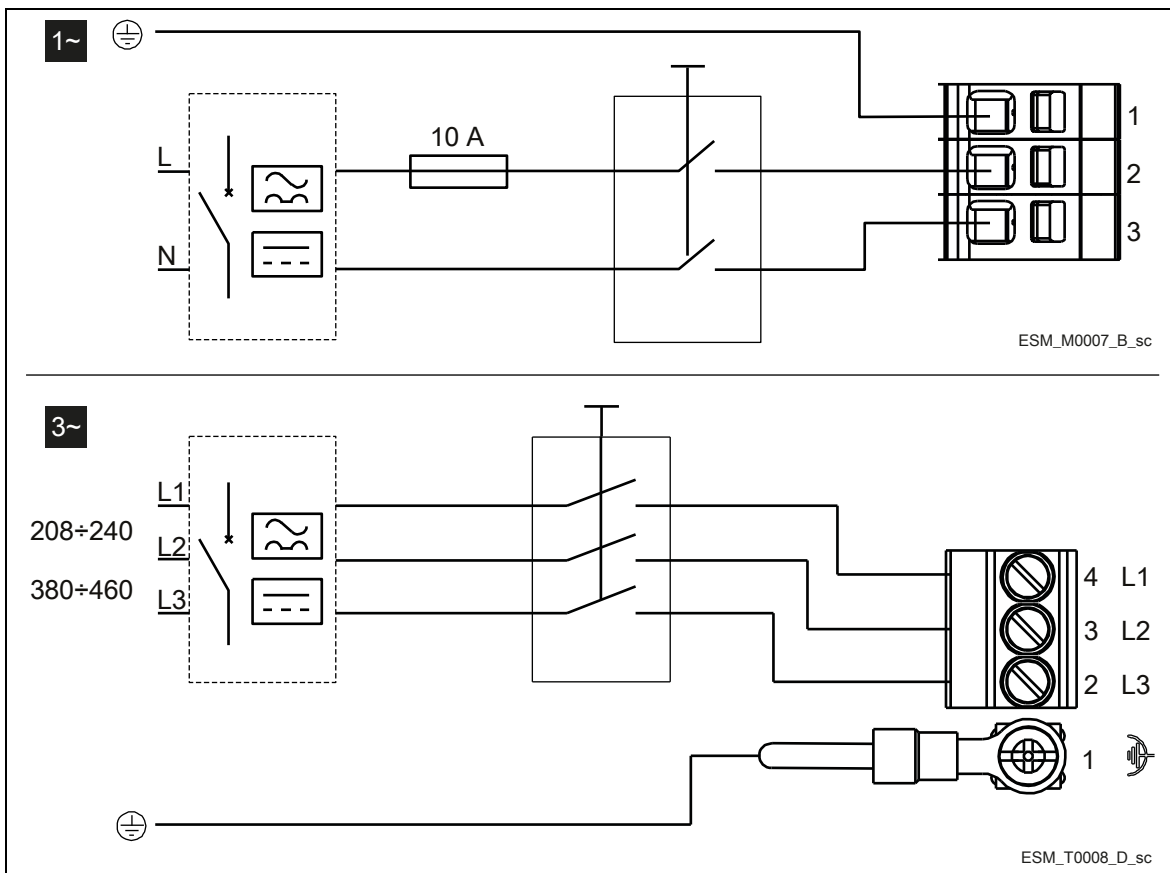 1~
10 A
L
N
1
2
3
ESM_M0007_B_sc
3~
208÷240
380÷460
L1
L2
L3
4 L1
3 L2
2 L3
1
ESM_T0008_D_sc